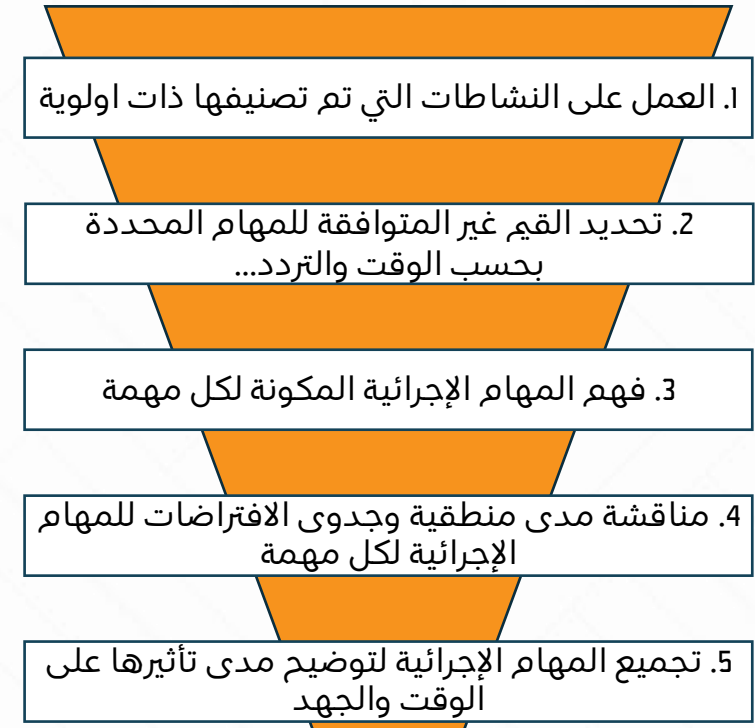 1. العمل على النشاطات التي تم تصنيفها ذات اولوية
2. تحديد القيم غير المتوافقة للمهام المحددة
بحسب الوقت والتردد...
3. فهم المهام الإجرائية المكونة لكل مهمة
4. مناقشة مدى منطقية وجدوى الافتراضات للمهام
الإجرائية لكل مهمة
5. تجميع المهام الإجرائية لتوضيح مدى تأثيرها على
الوقت والجهد